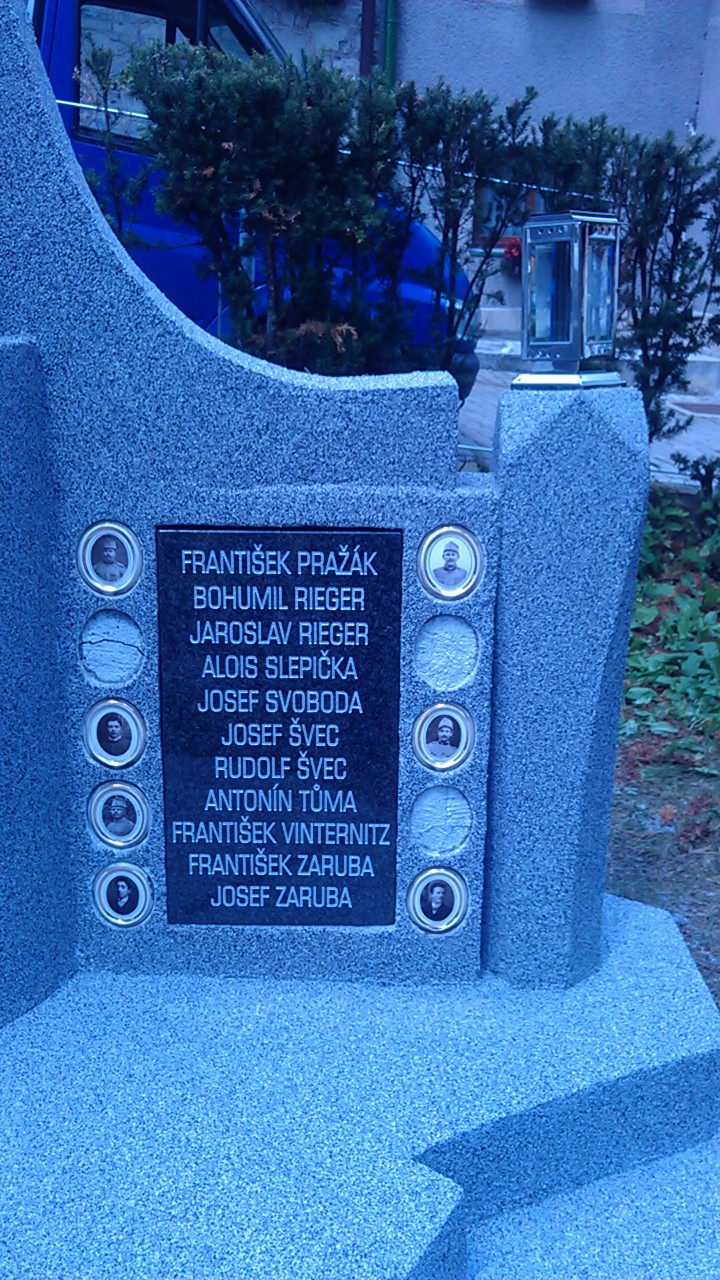 FRANTIŠEK PRAŽÁK
BOHUMIL RIEGER
JAROSLAV RIEGER
ALOIS SLEPIČKA
JOSEF SVOBODA
JOSEF ŠVEC
RUDOLF ŠVEC
ANTONÍN TŮMA
FRANTIŠEK VINTERNITZ
FRANTIŠEK ZARUBA
JOSEF ZARUBA